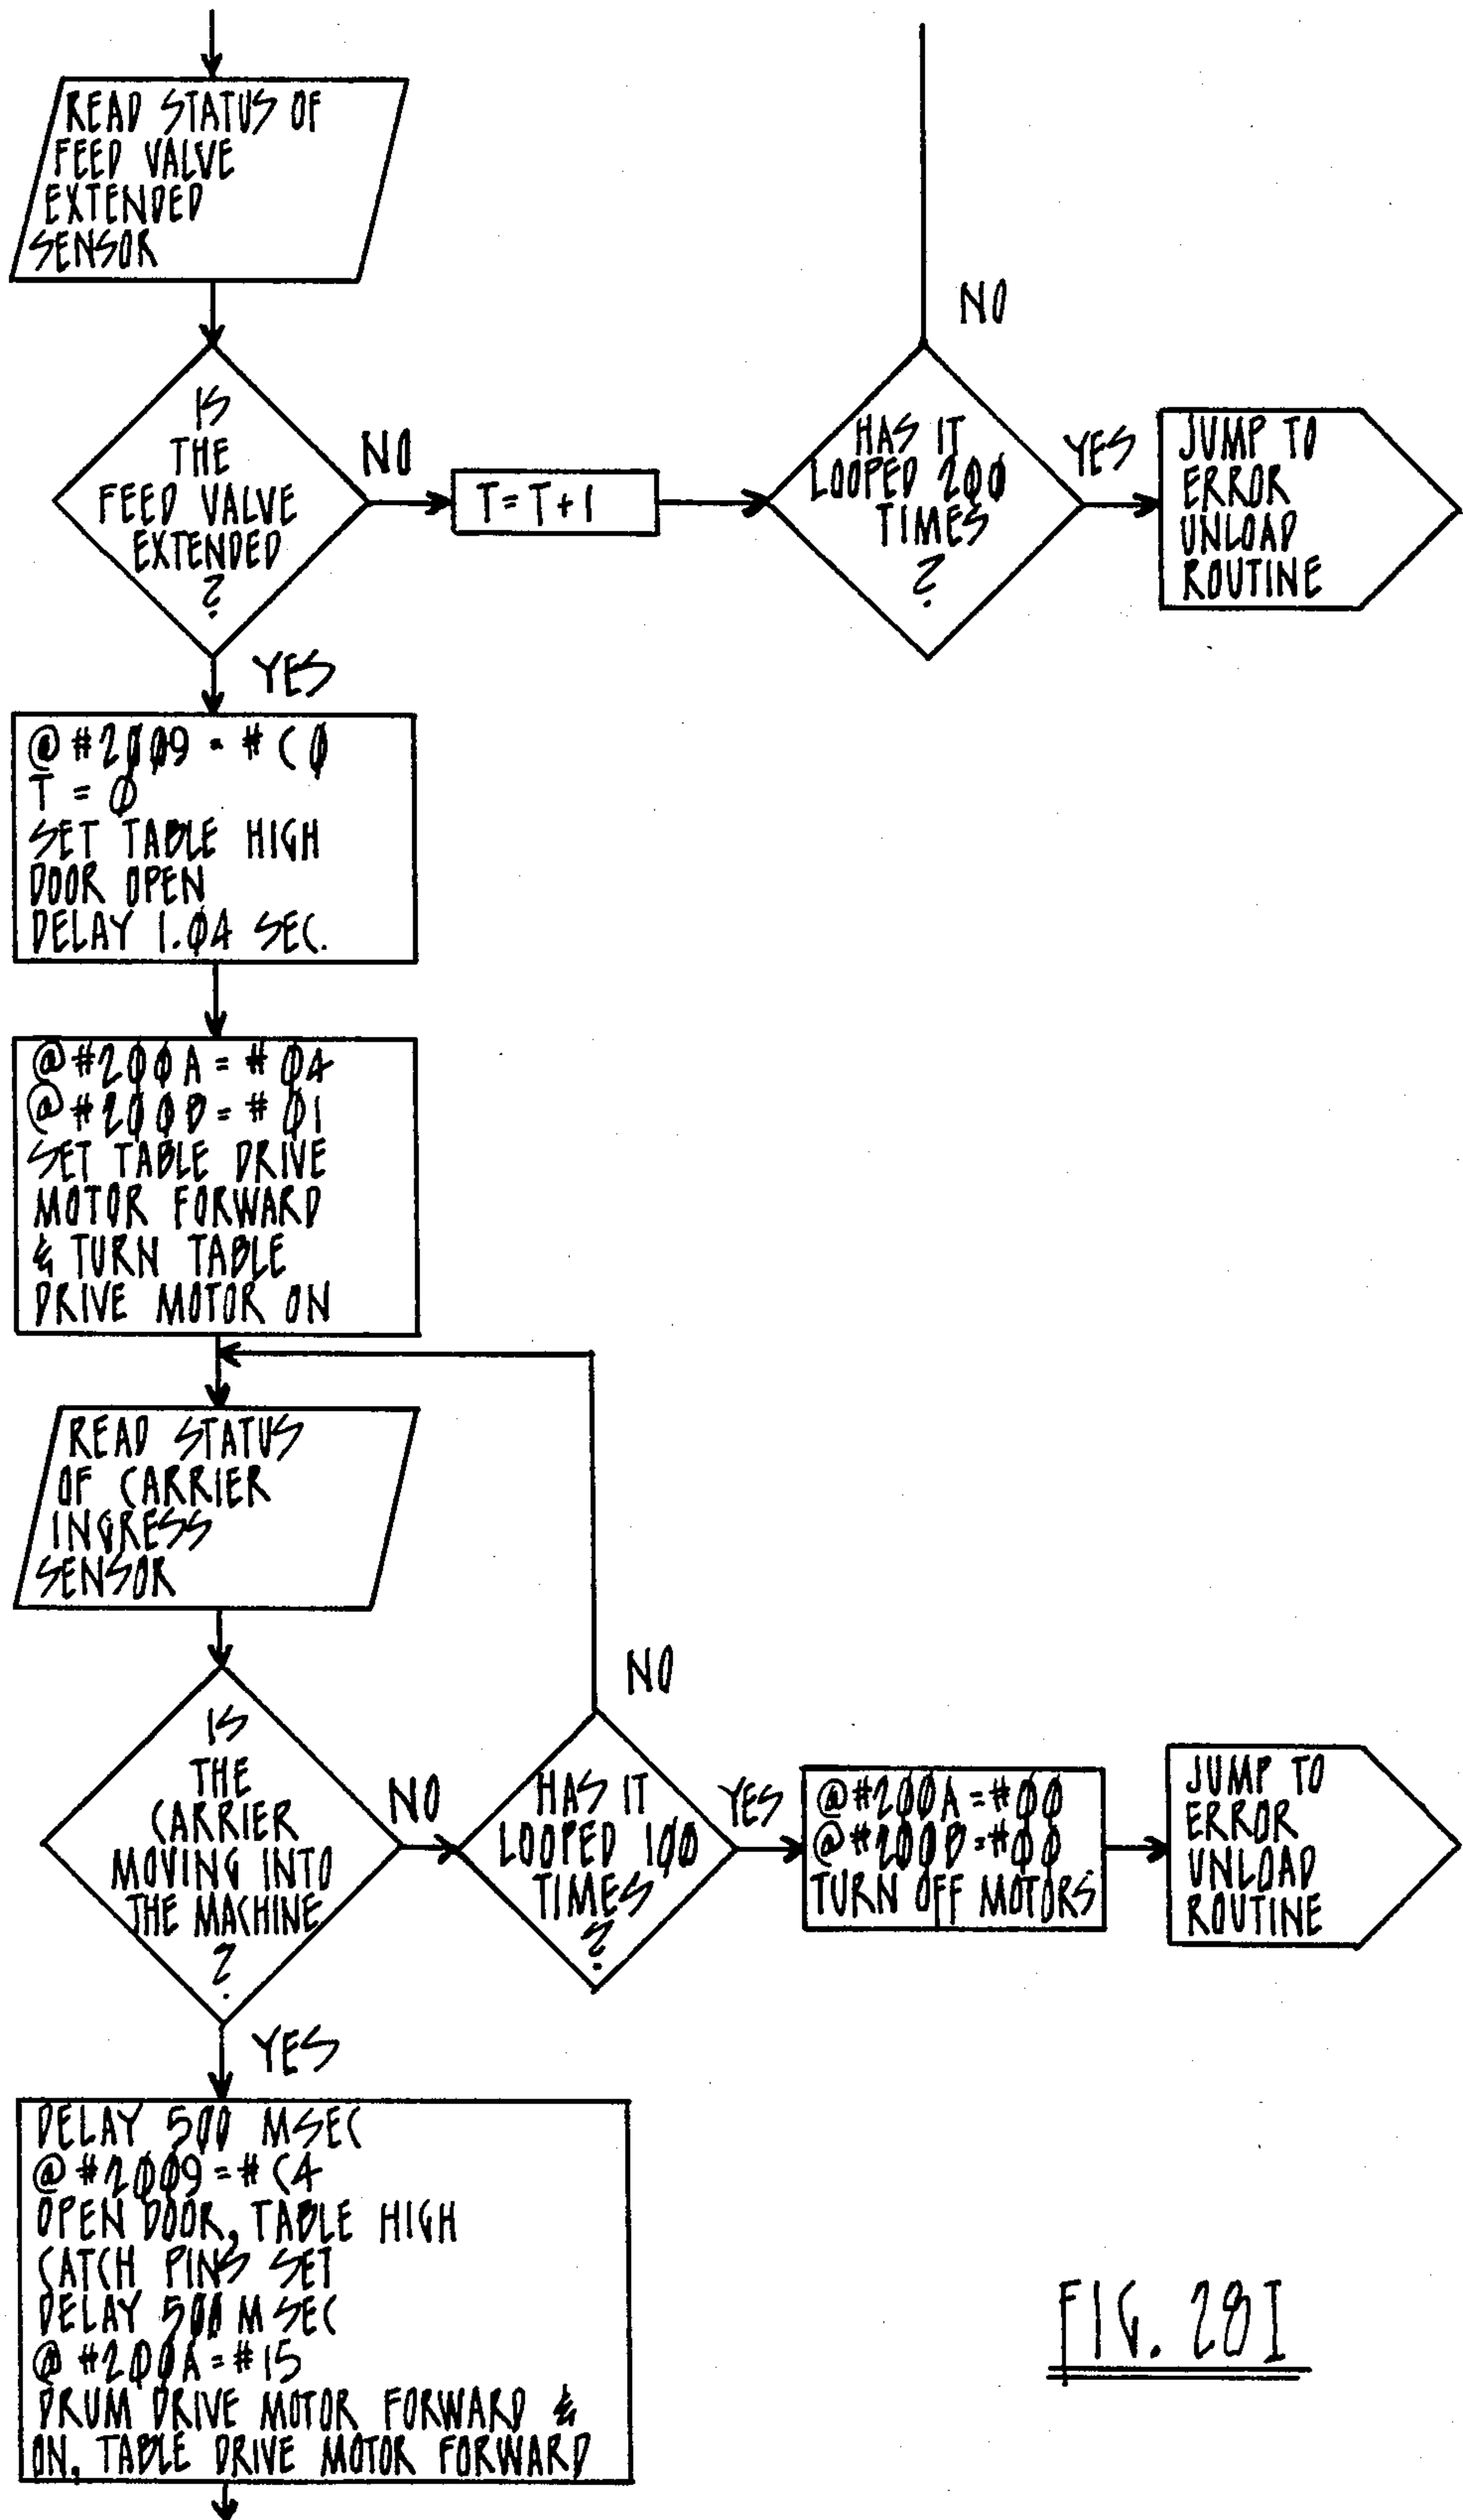 READ STATUS OF
FEED VALVE
EXTENDED
SENSOR
NO
IS
THE
FEED VALVE
EXTENDED
?
NO
T=T+1
HAS IT
LOOPED 200
TIMES
?
YES
JUMP TO
ERROR
UNLOAD
ROUTINE
YES
@#2009=#C0
T=0
SET TABLE HIGH
DOOR OPEN
DELAY 1.04 SEC.
@#200A=#04
@#200B=#01
SET TABLE DRIVE
MOTOR FORWARD
& TURN TABLE
DRIVE MOTOR ON
READ STATUS
OF CARRIER
INGRESS
SENSOR
NO
IS
THE
CARRIER
MOVING INTO
THE MACHINE
?
NO
HAS IT
LOOPED 100
TIMES
?
YES
@#200A=#00
@#200B=#00
TURN OFF MOTORS
JUMP TO
ERROR
UNLOAD
ROUTINE
YES
DELAY 500 MSEC
@#2009=#C4
OPEN DOOR, TABLE HIGH
CATCH PINS SET
DELAY 500 MSEC
@#200A=#15
DRUM DRIVE MOTOR FORWARD &
ON, TABLE DRIVE MOTOR FORWARD
FIG. 28I